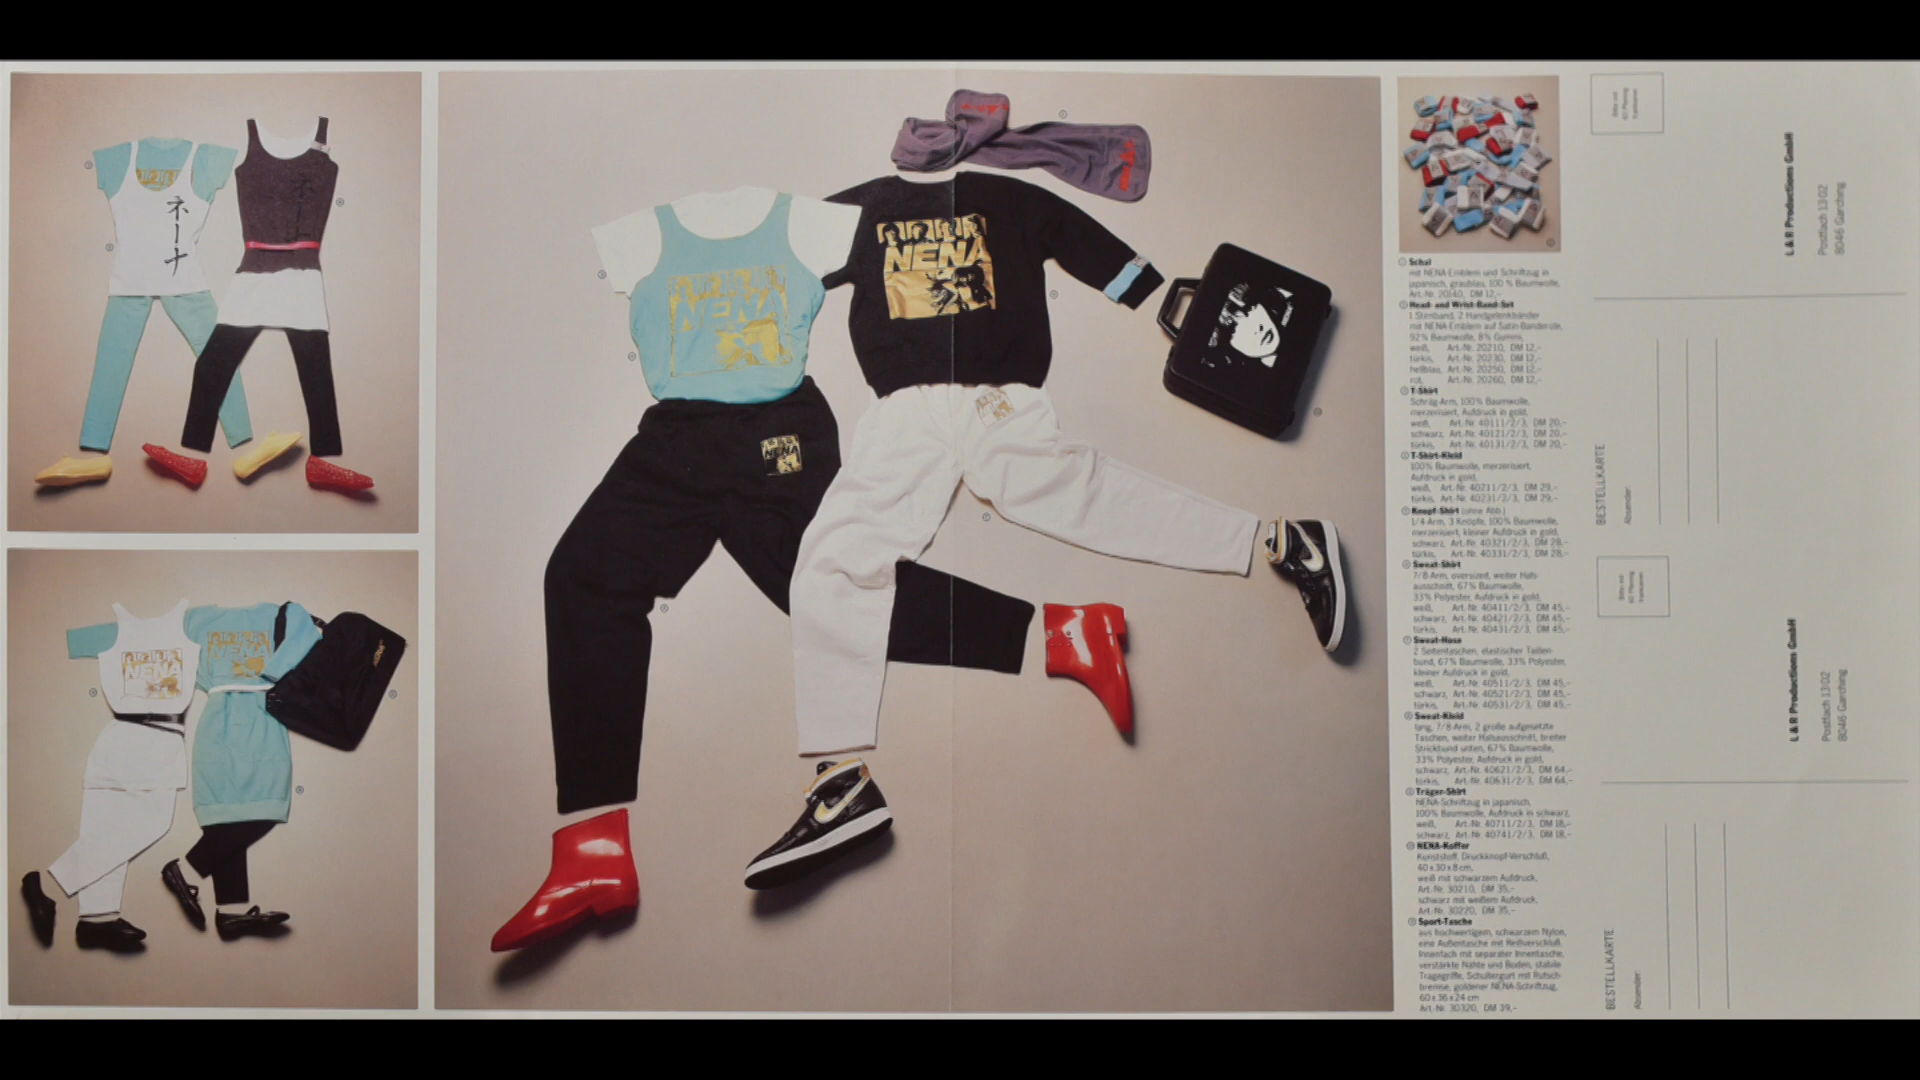 ネーナ
ネーナ
NENA
NENA
NENA
NENA
NENA
① Schal
mit NENA-Emblem und Schriftzug in
japanisch, graublau, 100 % Baumwolle,
Art.-Nr. 20140, DM 12,-
Head- and Wrist-Band-Set
1 Stirnband, 2 Handgelenkbänder
mit NENA-Emblem auf Satin-Banderole,
92% Baumwolle, 8% Gummi,
weiß, Art.-Nr. 20210, DM 12,-
türkis, Art.-Nr. 20230, DM 12,-
hellblau, Art.-Nr. 20250, DM 12,-
rot, Art.-Nr. 20260, DM 12,-
T-Shirt
Schräg-Arm, 100% Baumwolle,
merzerisiert, Aufdruck in gold,
weiß, Art.-Nr. 40111/2/3, DM 20,-
schwarz, Art.-Nr. 40121/2/3, DM 20,-
türkis, Art.-Nr. 40131/2/3, DM 20,-
T-Shirt-Kleid
100% Baumwolle, merzerisiert,
Aufdruck in gold,
weiß, Art.-Nr. 40211/2/3, DM 29,-
türkis, Art.-Nr. 40231/2/3, DM 29,-
Knopf-Shirt (ohne Abb.)
1/4-Arm, 3 Knöpfe, 100% Baumwolle,
merzerisiert, kleiner Aufdruck in gold,
schwarz, Art.-Nr. 40321/2/3, DM 28,-
türkis, Art.-Nr. 40331/2/3, DM 28,-
Sweat-Shirt
7/8-Arm, oversized, weiter Hals-
ausschnitt, 67% Baumwolle,
33% Polyester, Aufdruck in gold,
weiß, Art.-Nr. 40411/2/3, DM 45,-
schwarz, Art.-Nr. 40421/2/3, DM 45,-
türkis, Art.-Nr. 40431/2/3, DM 45,-
Sweat-Hose
2 Seitentaschen, elastischer Taillen-
bund, 67% Baumwolle, 33% Polyester,
kleiner Aufdruck in gold,
weiß, Art.-Nr. 40511/2/3, DM 45,-
schwarz, Art.-Nr. 40521/2/3, DM 45,-
türkis, Art.-Nr. 40531/2/3, DM 45,-
Sweat-Kleid
lang, 7/8-Arm, 2 große aufgesetzte
Taschen, weiter Halsausschnitt, breiter
Strickbund unten, 67% Baumwolle,
33% Polyester, Aufdruck in gold,
schwarz, Art.-Nr. 40621/2/3, DM 64,-
türkis, Art.-Nr. 40631/2/3, DM 64,-
Träger-Shirt
NENA-Schriftzug in japanisch,
100% Baumwolle, Aufdruck in schwarz,
weiß, Art.-Nr. 40711/2/3, DM 18,-
schwarz, Art.-Nr. 40741/2/3, DM 18,-
NENA-Koffer
Kunststoff, Druckknopf-Verschluß,
40 x 30 x 8 cm,
weiß mit schwarzem Aufdruck,
Art.-Nr. 30210, DM 35,-
schwarz mit weißem Aufdruck,
Art.-Nr. 30220, DM 35,-
Sport-Tasche
aus hochwertigem, schwarzem Nylon,
eine Außentasche mit Reißverschluß,
Innenfach mit separater Innentasche,
verstärkte Nähte und Boden, stabile
Tragegriffe, Schultergurt mit Rutsch-
bremse, goldener NENA-Schriftzug,
60 x 36 x 24 cm
Art.-Nr. 30320, DM 39,-
Bitte mit
60 Pfennig
frankieren
L & R Productions GmbH
Postfach 13 02
8046 Garching
BESTELLKARTE
Absender:
Bitte mit
60 Pfennig
frankieren
L & R Productions GmbH
Postfach 13 02
8046 Garching
BESTELLKARTE
Absender: